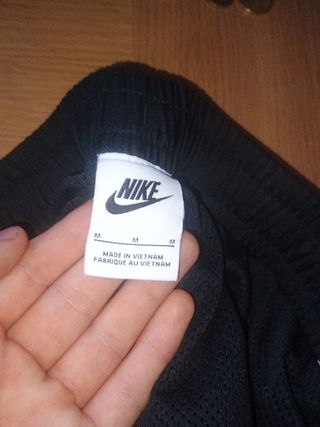 NIKE
M M M
MADE IN VIETNAM
FABRIQUE AU VIETNAM